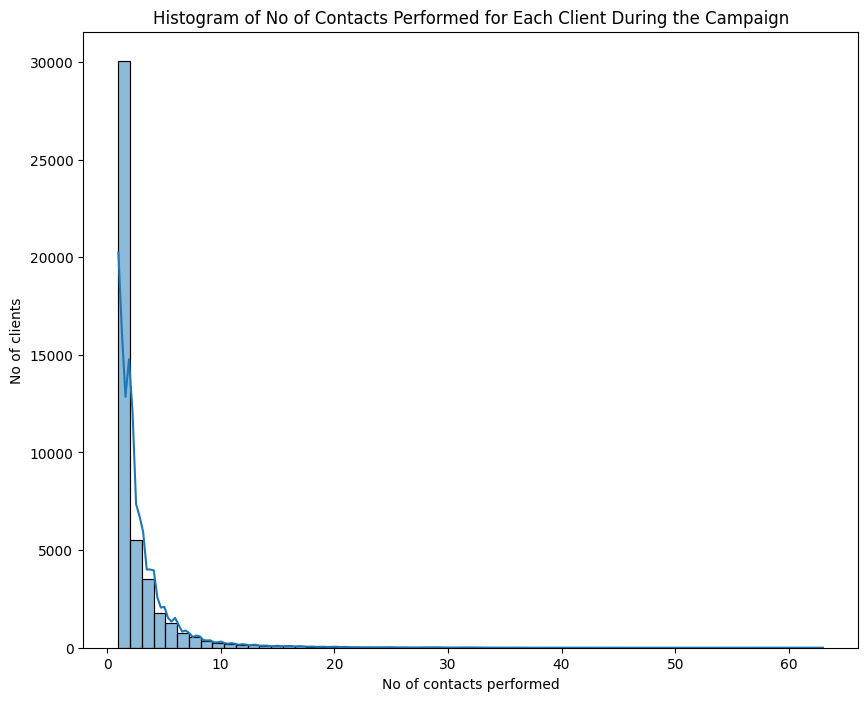 Histogram of No of Contacts Performed for Each Client During the Campaign
No of clients
30000
25000
20000
15000
10000
5000
0
0 10 20 30 40 50 60
No of contacts performed